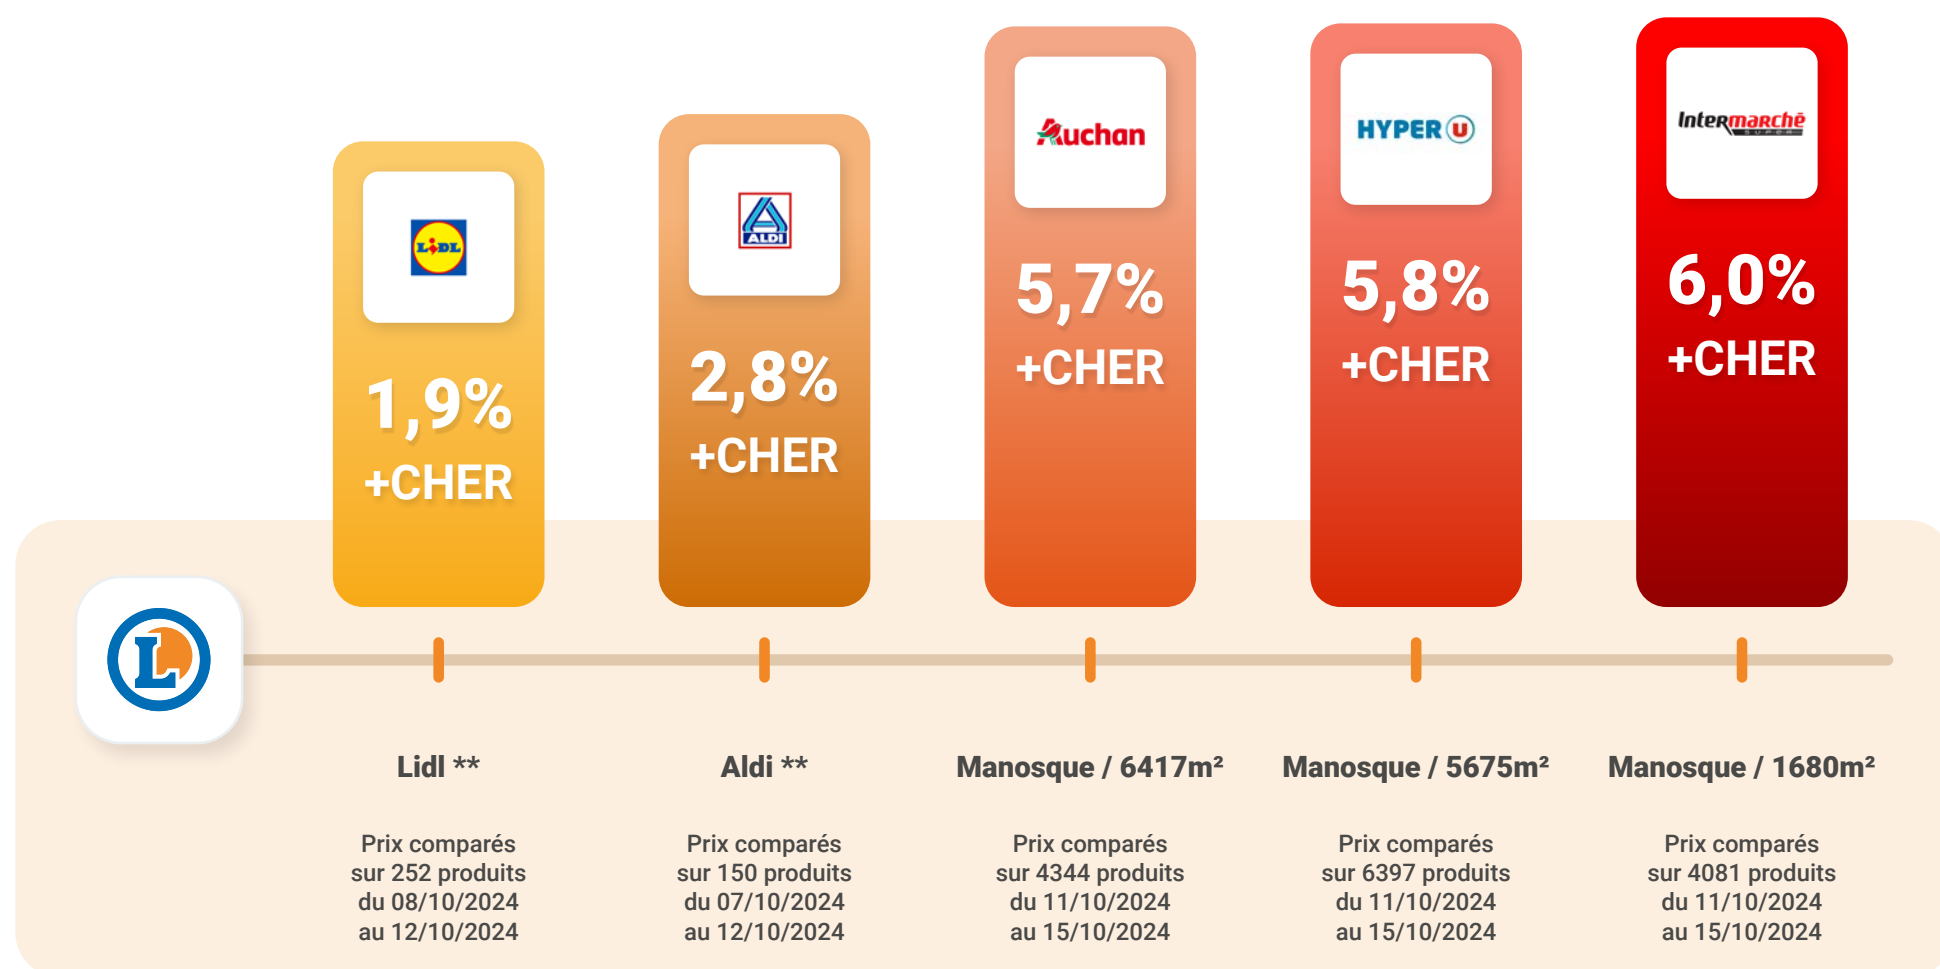 LiDL
1,9%
+CHER
ALDI
2,8%
+CHER
Auchan
5,7%
+CHER
HYPER U
5,8%
+CHER
Intermarchē
SUPER
6,0%
+CHER
L
Lidl **
Prix comparés
sur 252 produits
du 08/10/2024
au 12/10/2024
Aldi **
Prix comparés
sur 150 produits
du 07/10/2024
au 12/10/2024
Manosque / 6417m²
Prix comparés
sur 4344 produits
du 11/10/2024
au 15/10/2024
Manosque / 5675m²
Prix comparés
sur 6397 produits
du 11/10/2024
au 15/10/2024
Manosque / 1680m²
Prix comparés
sur 4081 produits
du 11/10/2024
au 15/10/2024